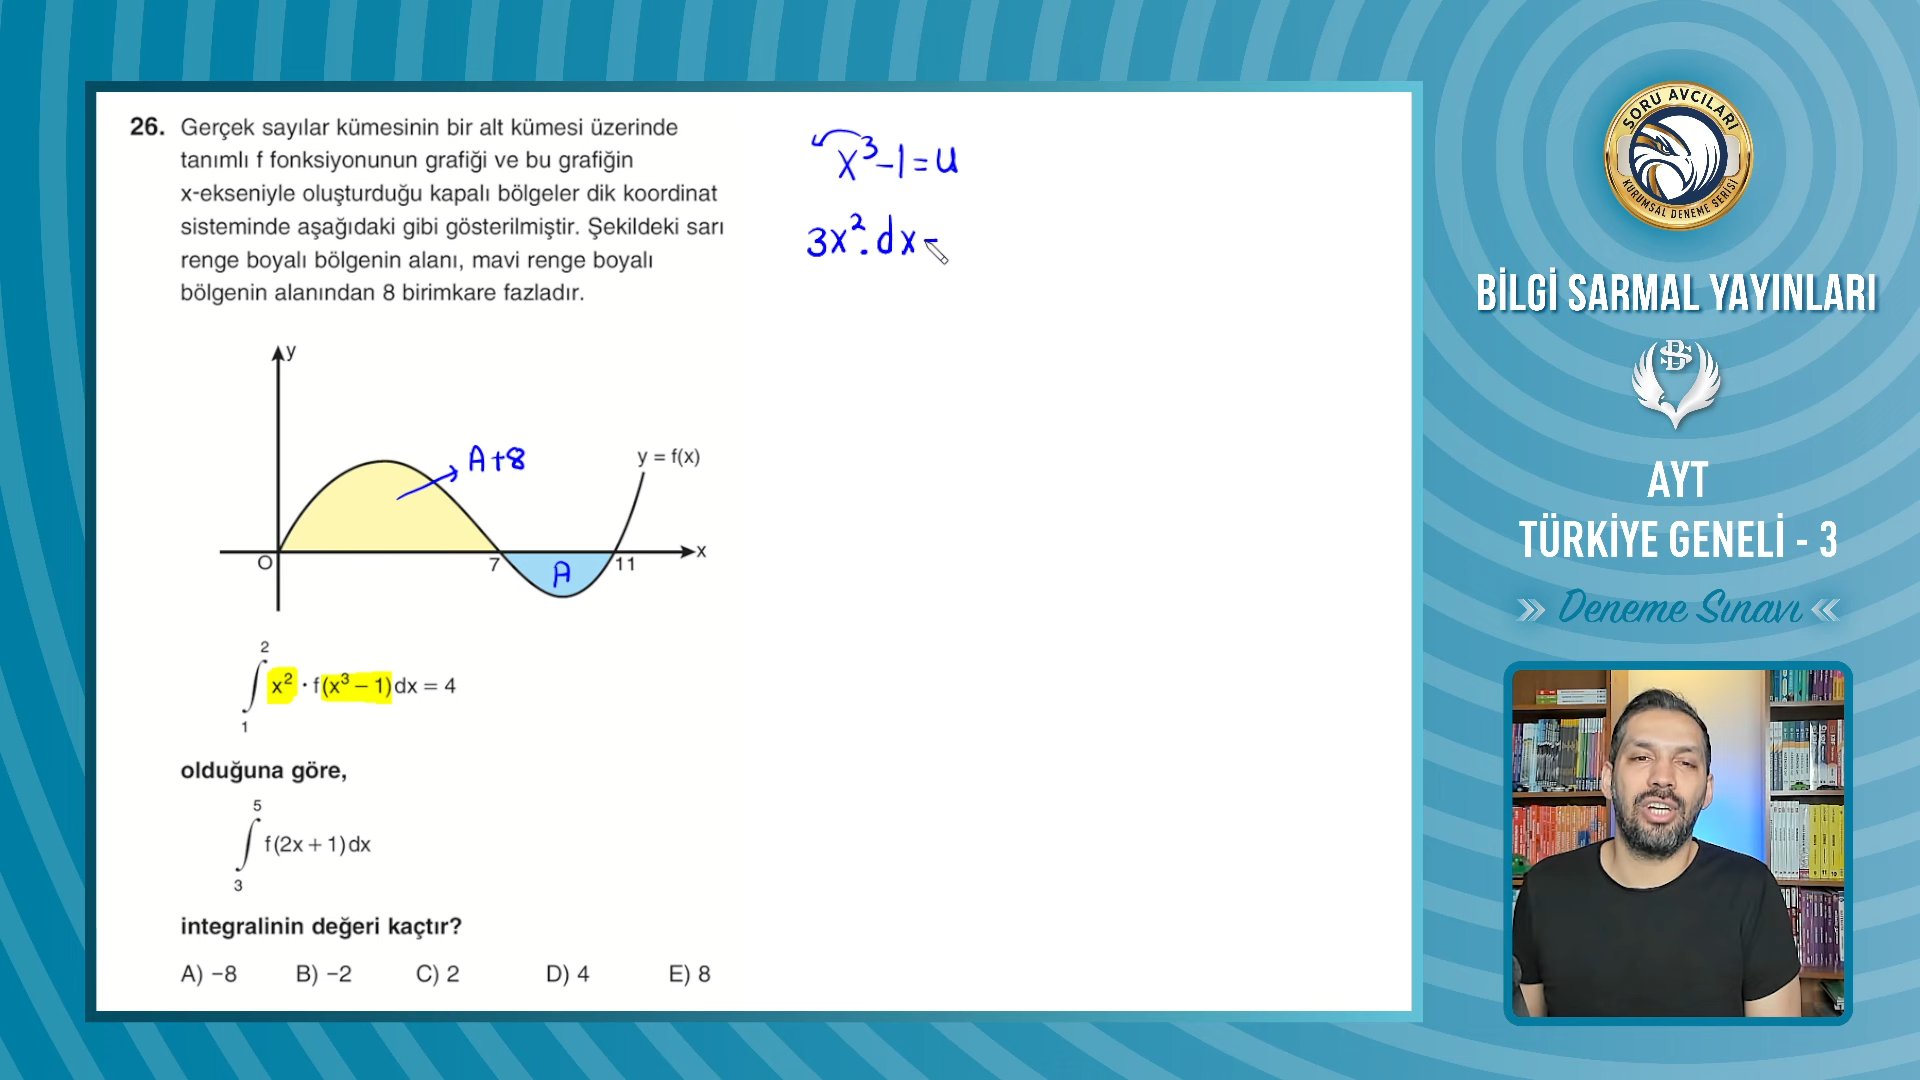 26. Gerçek sayılar kümesinin bir alt kümesi üzerinde
tanımlı f fonksiyonunun grafiği ve bu grafiğin
x-ekseniyle oluşturduğu kapalı bölgeler dik koordinat
sisteminde aşağıdaki gibi gösterilmiştir. Şekildeki sarı
renge boyalı bölgenin alanı, mavi renge boyalı
bölgenin alanından 8 birimkare fazladır.
y
A+8
y = f(x)
O
7
A
11
x
2
∫ x² · f(x³ – 1)dx = 4
1
olduğuna göre,
5
∫ f(2x + 1)dx
3
integralinin değeri kaçtır?
A) –8 B) –2 C) 2 D) 4 E) 8
x³-1=u
3x².dx-
SORU AVCILARI
KURUMSAL DENEME SERİSİ
BİLGİ SARMAL YAYINLARI
BS
AYT
TÜRKİYE GENELİ - 3
» Deneme Sınavı «